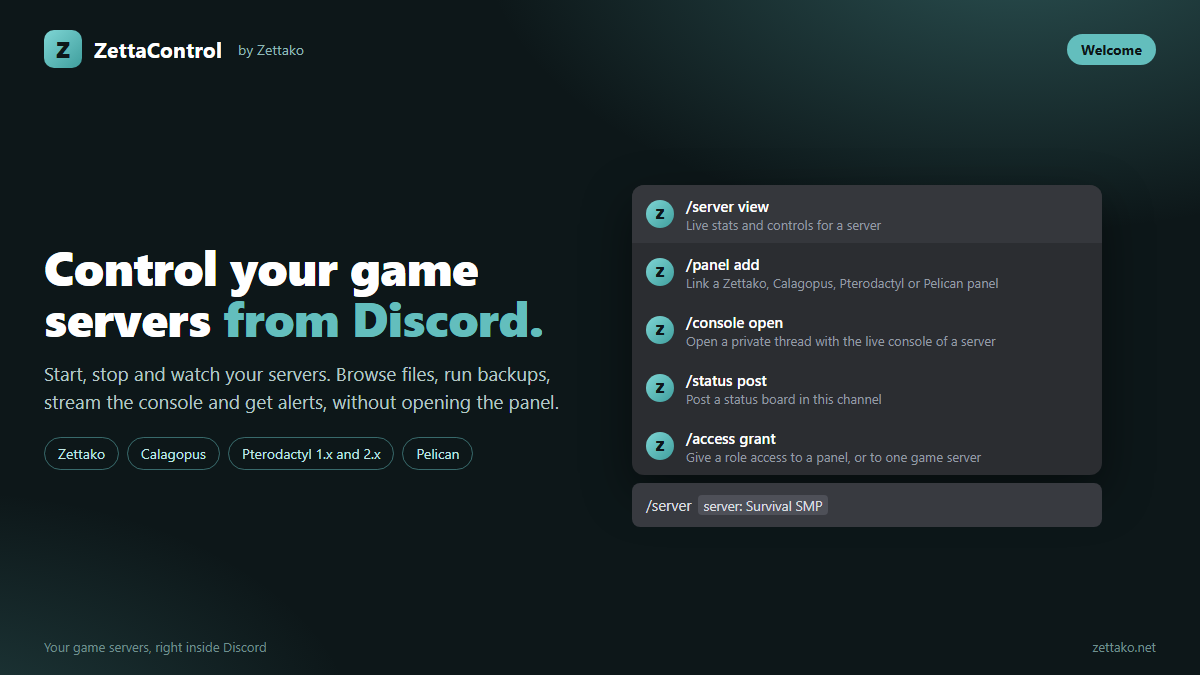 Z
ZettaControl by Zettako
Welcome
Control your game
servers from Discord.
Start, stop and watch your servers. Browse files, run backups,
stream the console and get alerts, without opening the panel.
Zettako
Calagopus
Pterodactyl 1.x and 2.x
Pelican
Z
/server view
Live stats and controls for a server
Z
/panel add
Link a Zettako, Calagopus, Pterodactyl or Pelican panel
Z
/console open
Open a private thread with the live console of a server
Z
/status post
Post a status board in this channel
Z
/access grant
Give a role access to a panel, or to one game server
/server server: Survival SMP
Your game servers, right inside Discord
zettako.net